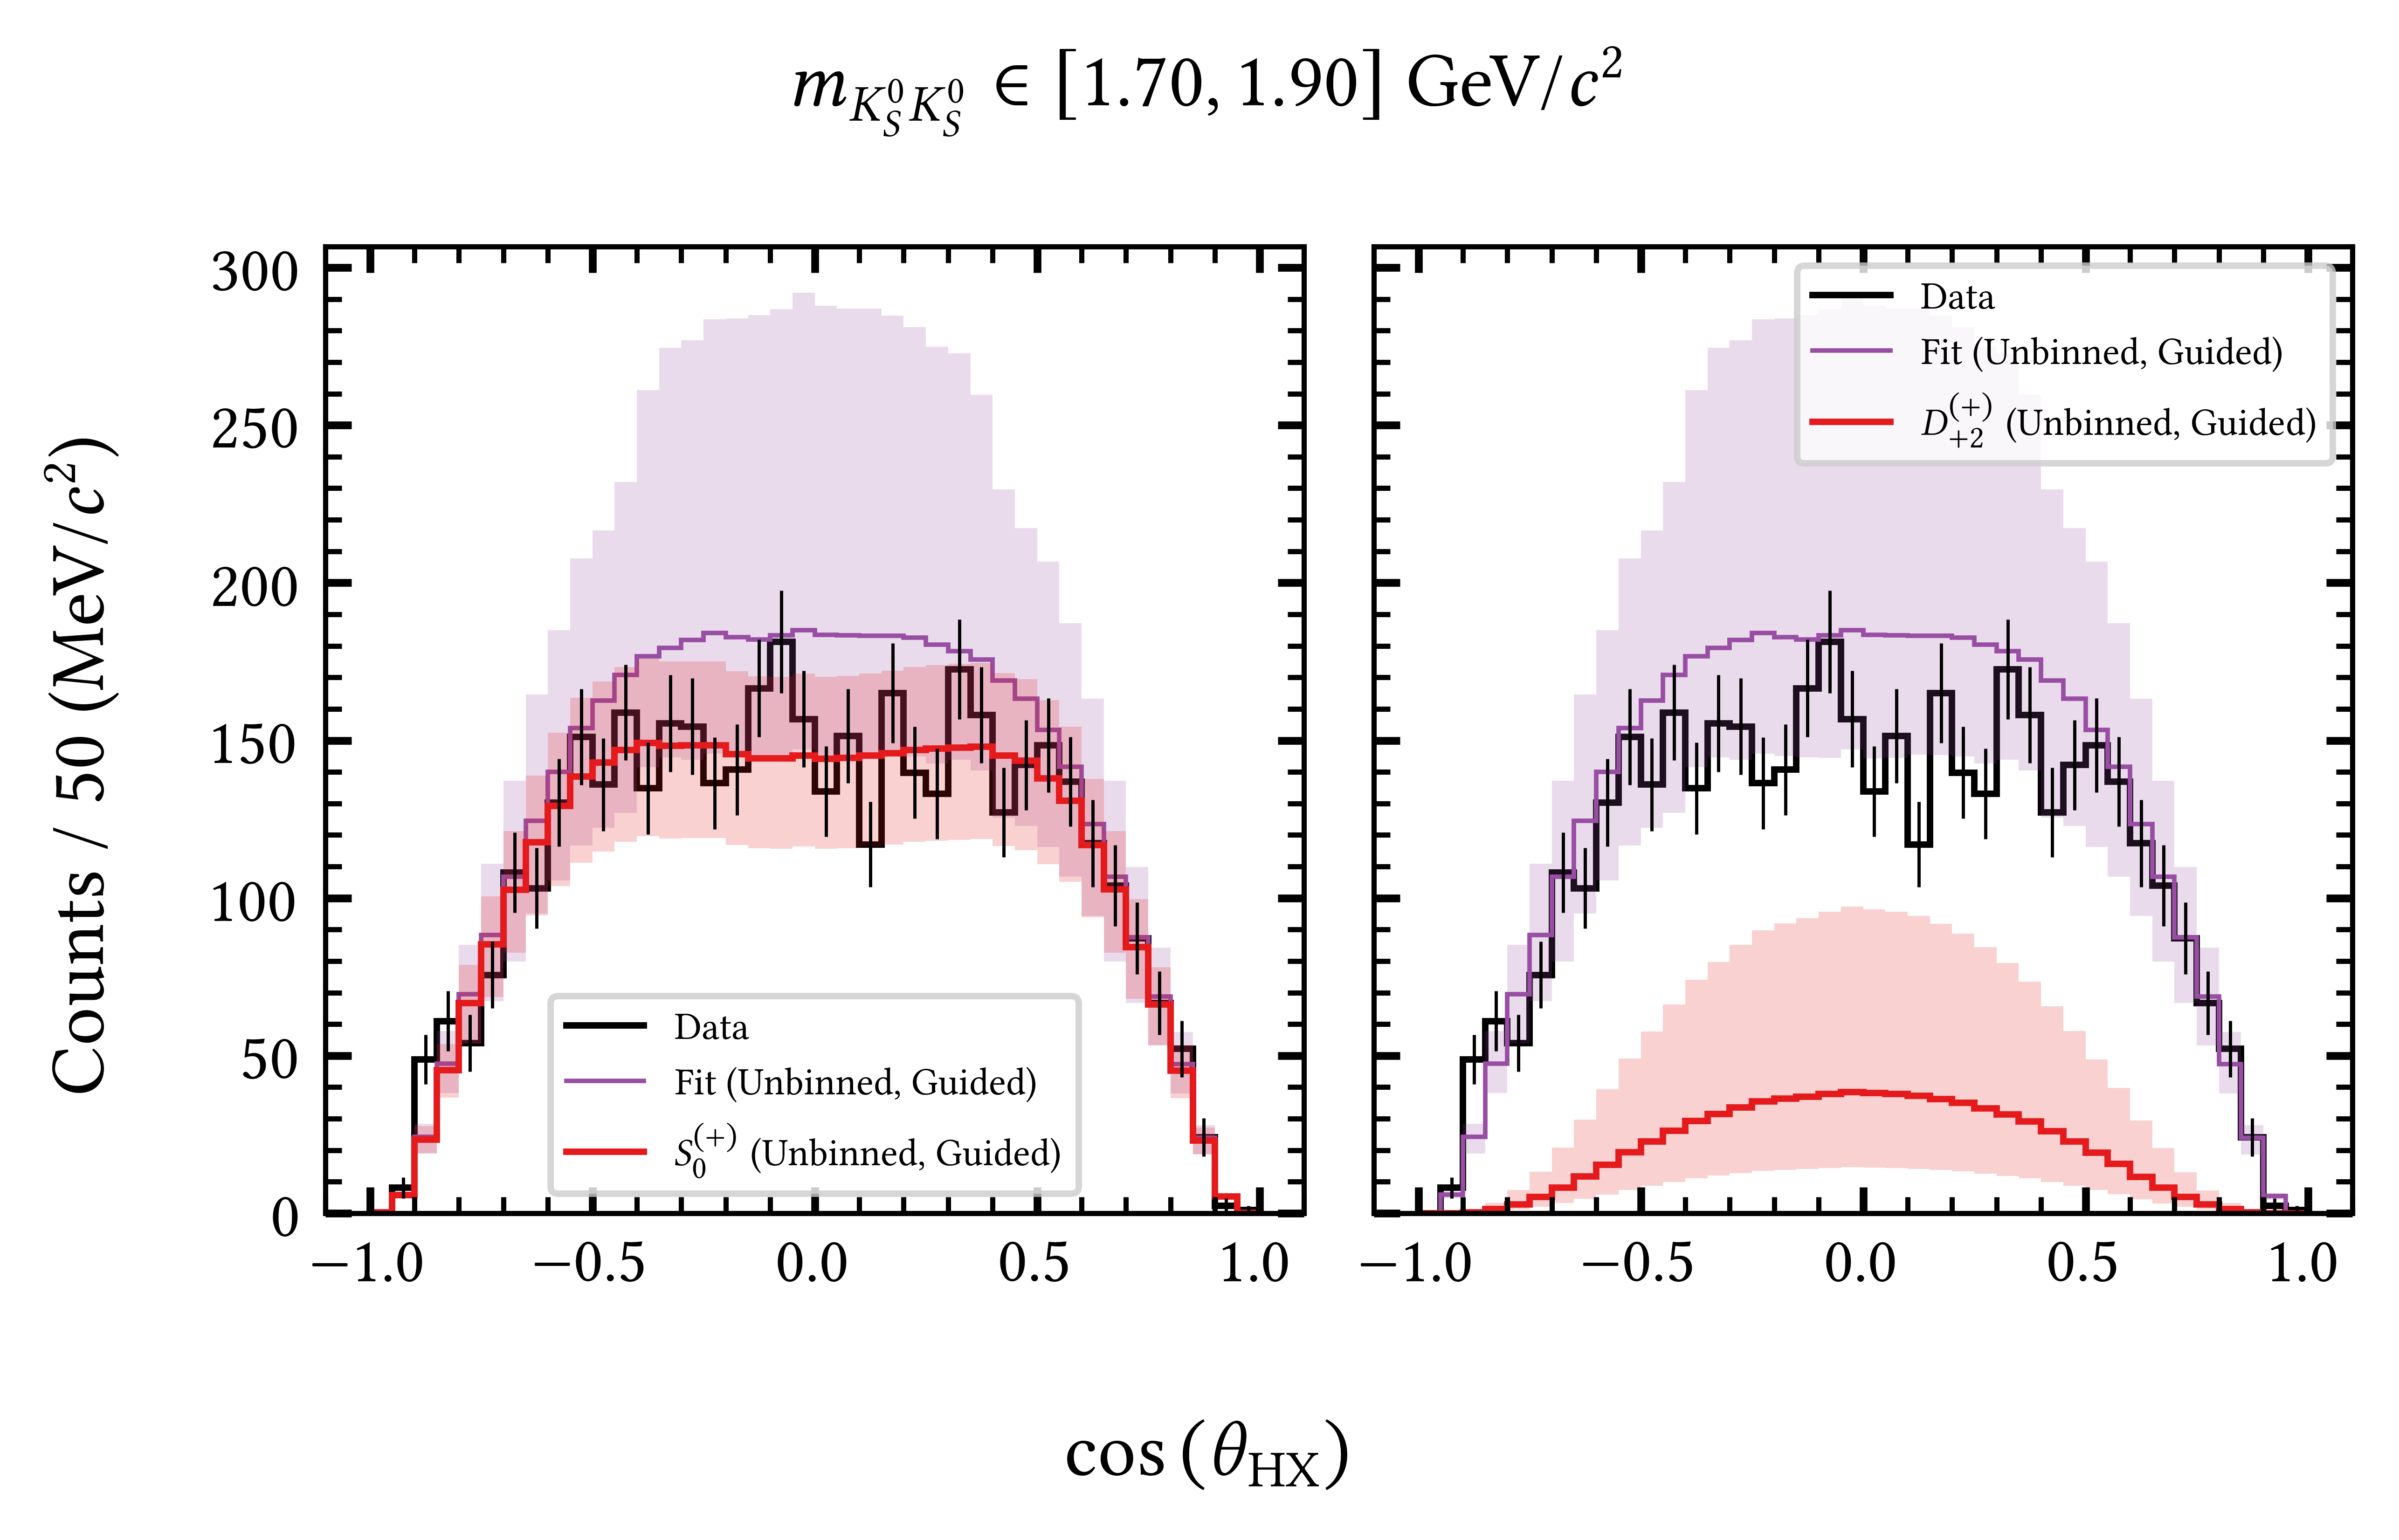 m_{K_S^0 K_S^0} ∈ [1.70, 1.90] GeV/c²
Counts / 50 (MeV/c²)
300
250
200
150
100
50
0
Data
Fit (Unbinned, Guided)
S_0^{(+)} (Unbinned, Guided)
−1.0 −0.5 0.0 0.5 1.0
Data
Fit (Unbinned, Guided)
D_{+2}^{(+)} (Unbinned, Guided)
−1.0 −0.5 0.0 0.5 1.0
cos (θ_{HX})